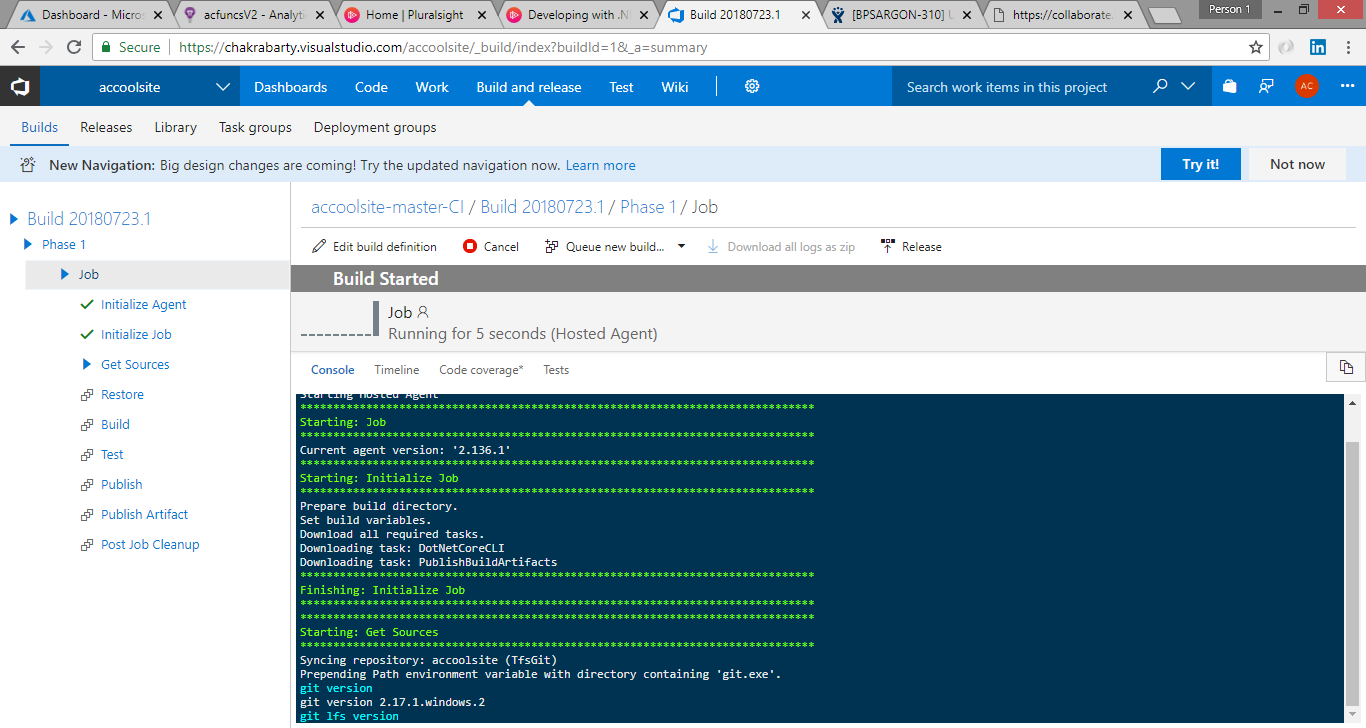 Dashboard - Micros
acfuncsV2 - Analyti
Home | Pluralsight
Developing with .N
Build 20180723.1
[BPSARGON-310] U
https://collaborate.
Person 1
Secure
https://chakrabarty.visualstudio.com/accoolsite/_build/index?buildId=1&_a=summary
in
accoolsite
Dashboards
Code
Work
Build and release
Test
Wiki
Search work items in this project
AC
Builds
Releases
Library
Task groups
Deployment groups
New Navigation: Big design changes are coming! Try the updated navigation now. Learn more
Try it!
Not now
Build 20180723.1
Phase 1
Job
Initialize Agent
Initialize Job
Get Sources
Restore
Build
Test
Publish
Publish Artifact
Post Job Cleanup
accoolsite-master-CI / Build 20180723.1 / Phase 1 / Job
Edit build definition
Cancel
Queue new build...
Download all logs as zip
Release
Build Started
Job
Running for 5 seconds (Hosted Agent)
Console
Timeline
Code coverage*
Tests
Starting Hosted Agent
******************************************************************************
Starting: Job
******************************************************************************
Current agent version: '2.136.1'
******************************************************************************
Starting: Initialize Job
******************************************************************************
Prepare build directory.
Set build variables.
Download all required tasks.
Downloading task: DotNetCoreCLI
Downloading task: PublishBuildArtifacts
******************************************************************************
Finishing: Initialize Job
******************************************************************************
******************************************************************************
Starting: Get Sources
******************************************************************************
Syncing repository: accoolsite (TfsGit)
Prepending Path environment variable with directory containing 'git.exe'.
git version
git version 2.17.1.windows.2
git lfs version